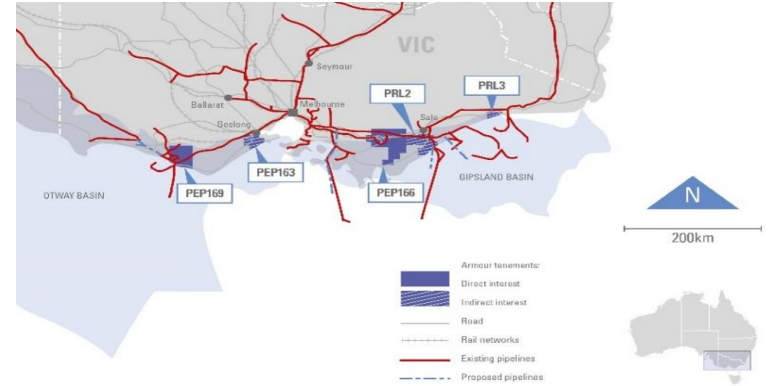 VIC
Seymour
PRL3
PRL2
Ballarat
Melbourne
Geelong
Sale
PEP163
PEP169
PEP166
GIPSLAND BASIN
OTWAY BASIN
N
200km
Armour tenements:
Direct interest
Indirect interest
Road
Rail networks
Existing pipelines
Proposed pipelines